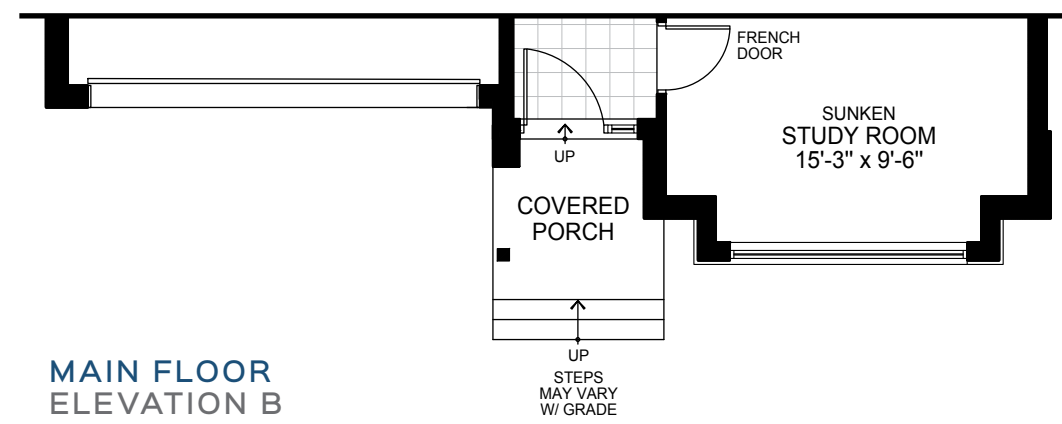 FRENCH
DOOR
SUNKEN
STUDY ROOM
15'-3" x 9'-6"
UP
COVERED
PORCH
UP
STEPS
MAY VARY
W/ GRADE
MAIN FLOOR
ELEVATION B